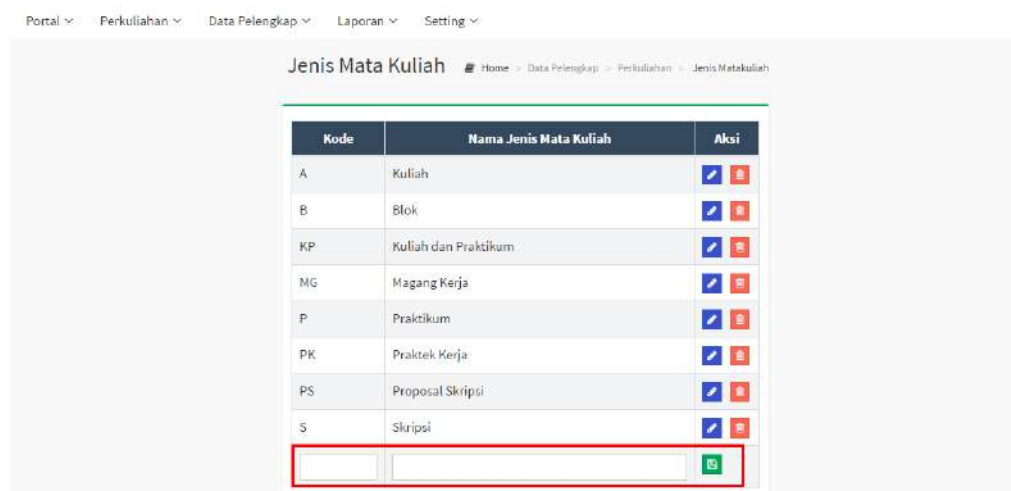 Portal Perkuliahan Data Pelengkap Laporan Setting
Jenis Mata Kuliah Home > Data Pelengkap > Perkuliahan > Jenis Matakuliah
Kode Nama Jenis Mata Kuliah Aksi
A Kuliah
B Blok
KP Kuliah dan Praktikum
MG Magang Kerja
P Praktikum
PK Praktek Kerja
PS Proposal Skripsi
S Skripsi